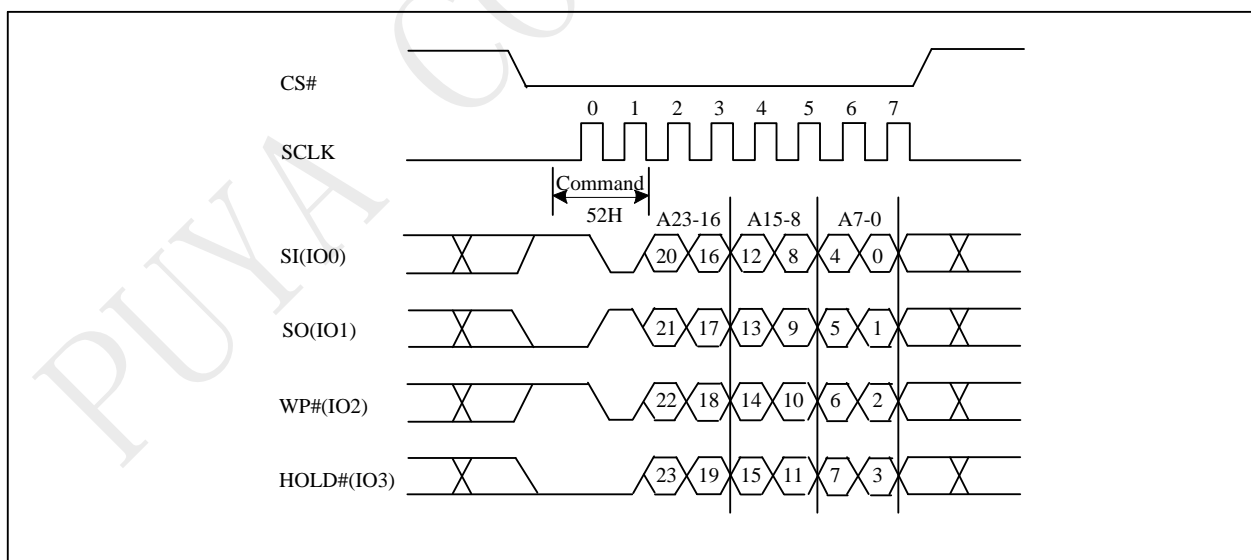 PUYA CO
CS#
0 1 2 3 4 5 6 7
SCLK
Command
52H A23-16 A15-8 A7-0
SI(IO0) 20 16 12 8 4 0
SO(IO1) 21 17 13 9 5 1
WP#(IO2) 22 18 14 10 6 2
HOLD#(IO3) 23 19 15 11 7 3